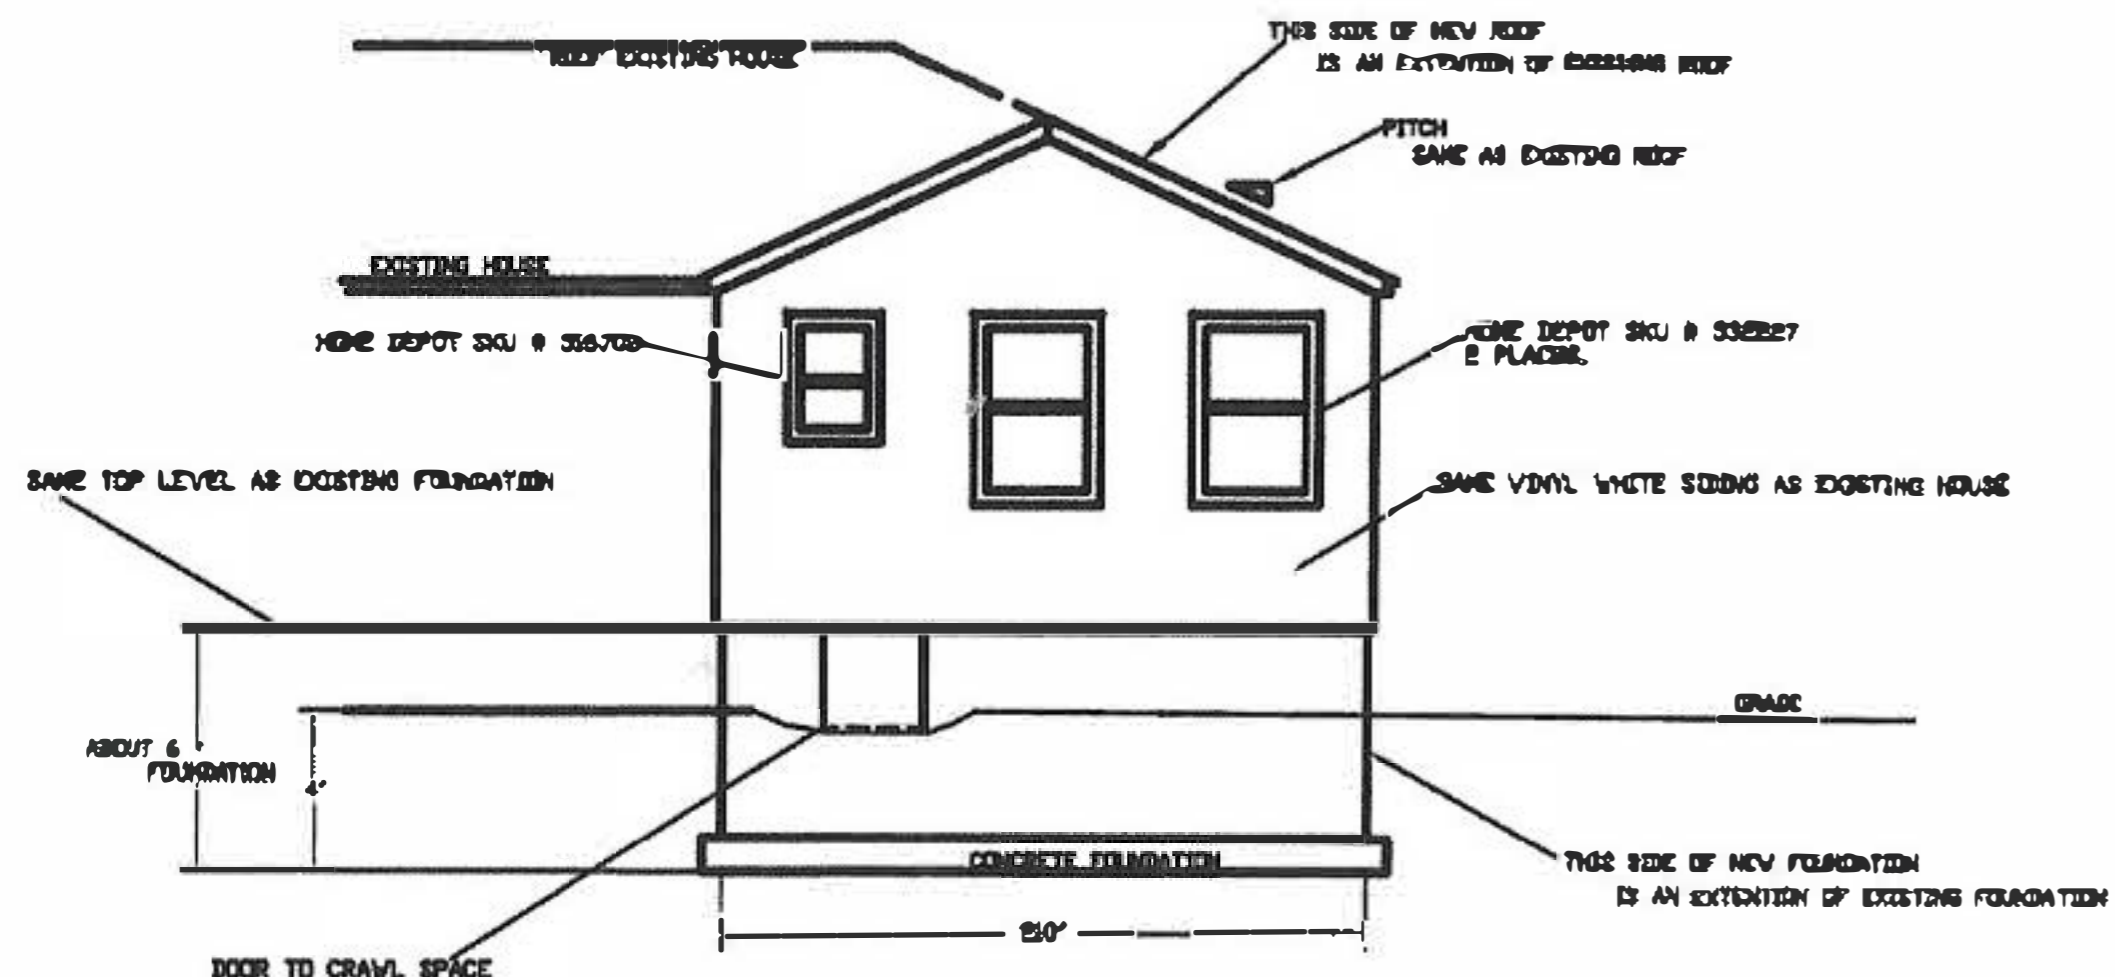 THIS SIDE OF NEW ROOF
IS AN EXTENTION OF EXISTING ROOF
ROOF EXISTING HOUSE
PITCH
SAME AS EXISTING ROOF
EXISTING HOUSE
HOME DEPOT SKU #
HOME DEPOT SKU #
2 PLACES
SAME TOP LEVEL AS EXISTING FOUNDATION
SAME VINYL WHITE SIDING AS EXISTING HOUSE
GRADE
ABOUT 6'
FOUNDATION
4'
CONCRETE FOUNDATION
THIS SIDE OF NEW FOUNDATION
IS AN EXTENTION OF EXISTING FOUNDATION
DOOR TO CRAWL SPACE